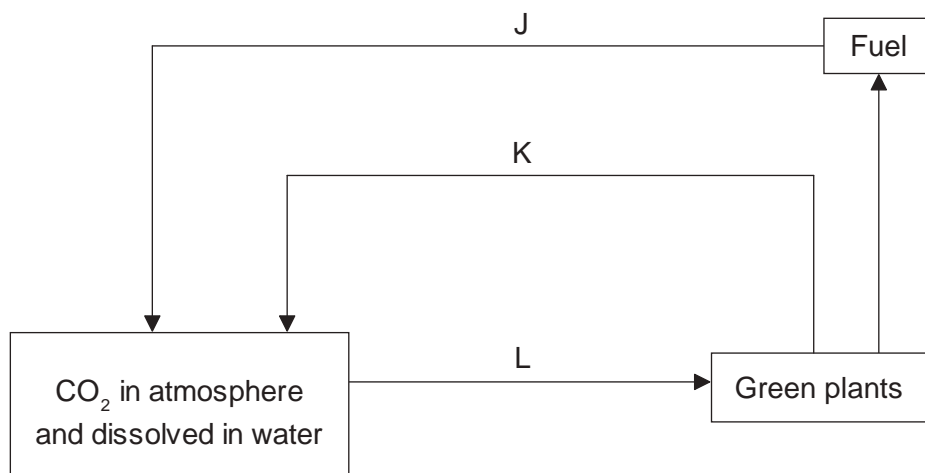 J
Fuel
K
L
CO₂ in atmosphere
and dissolved in water
Green plants